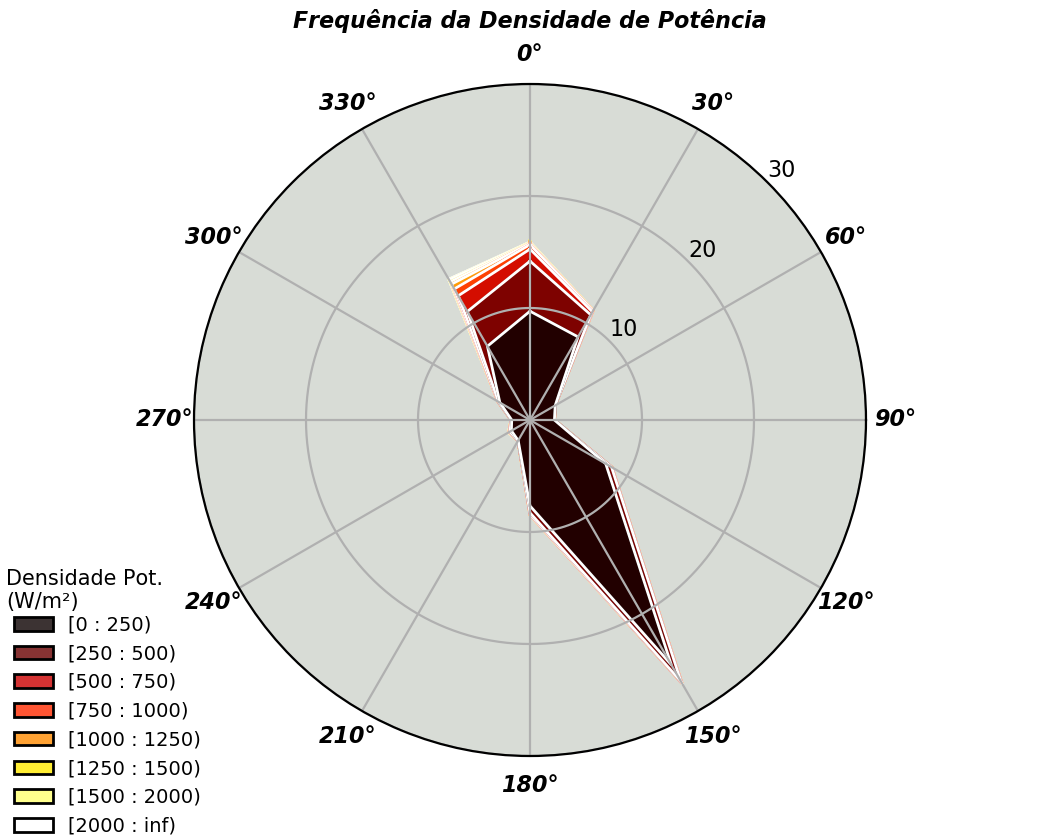 Frequência da Densidade de Potência
0°
330°
30°
30
300°
60°
20
10
270°
90°
240°
120°
210°
150°
180°
Densidade Pot.
(W/m²)
[0 : 250)
[250 : 500)
[500 : 750)
[750 : 1000)
[1000 : 1250)
[1250 : 1500)
[1500 : 2000)
[2000 : inf)